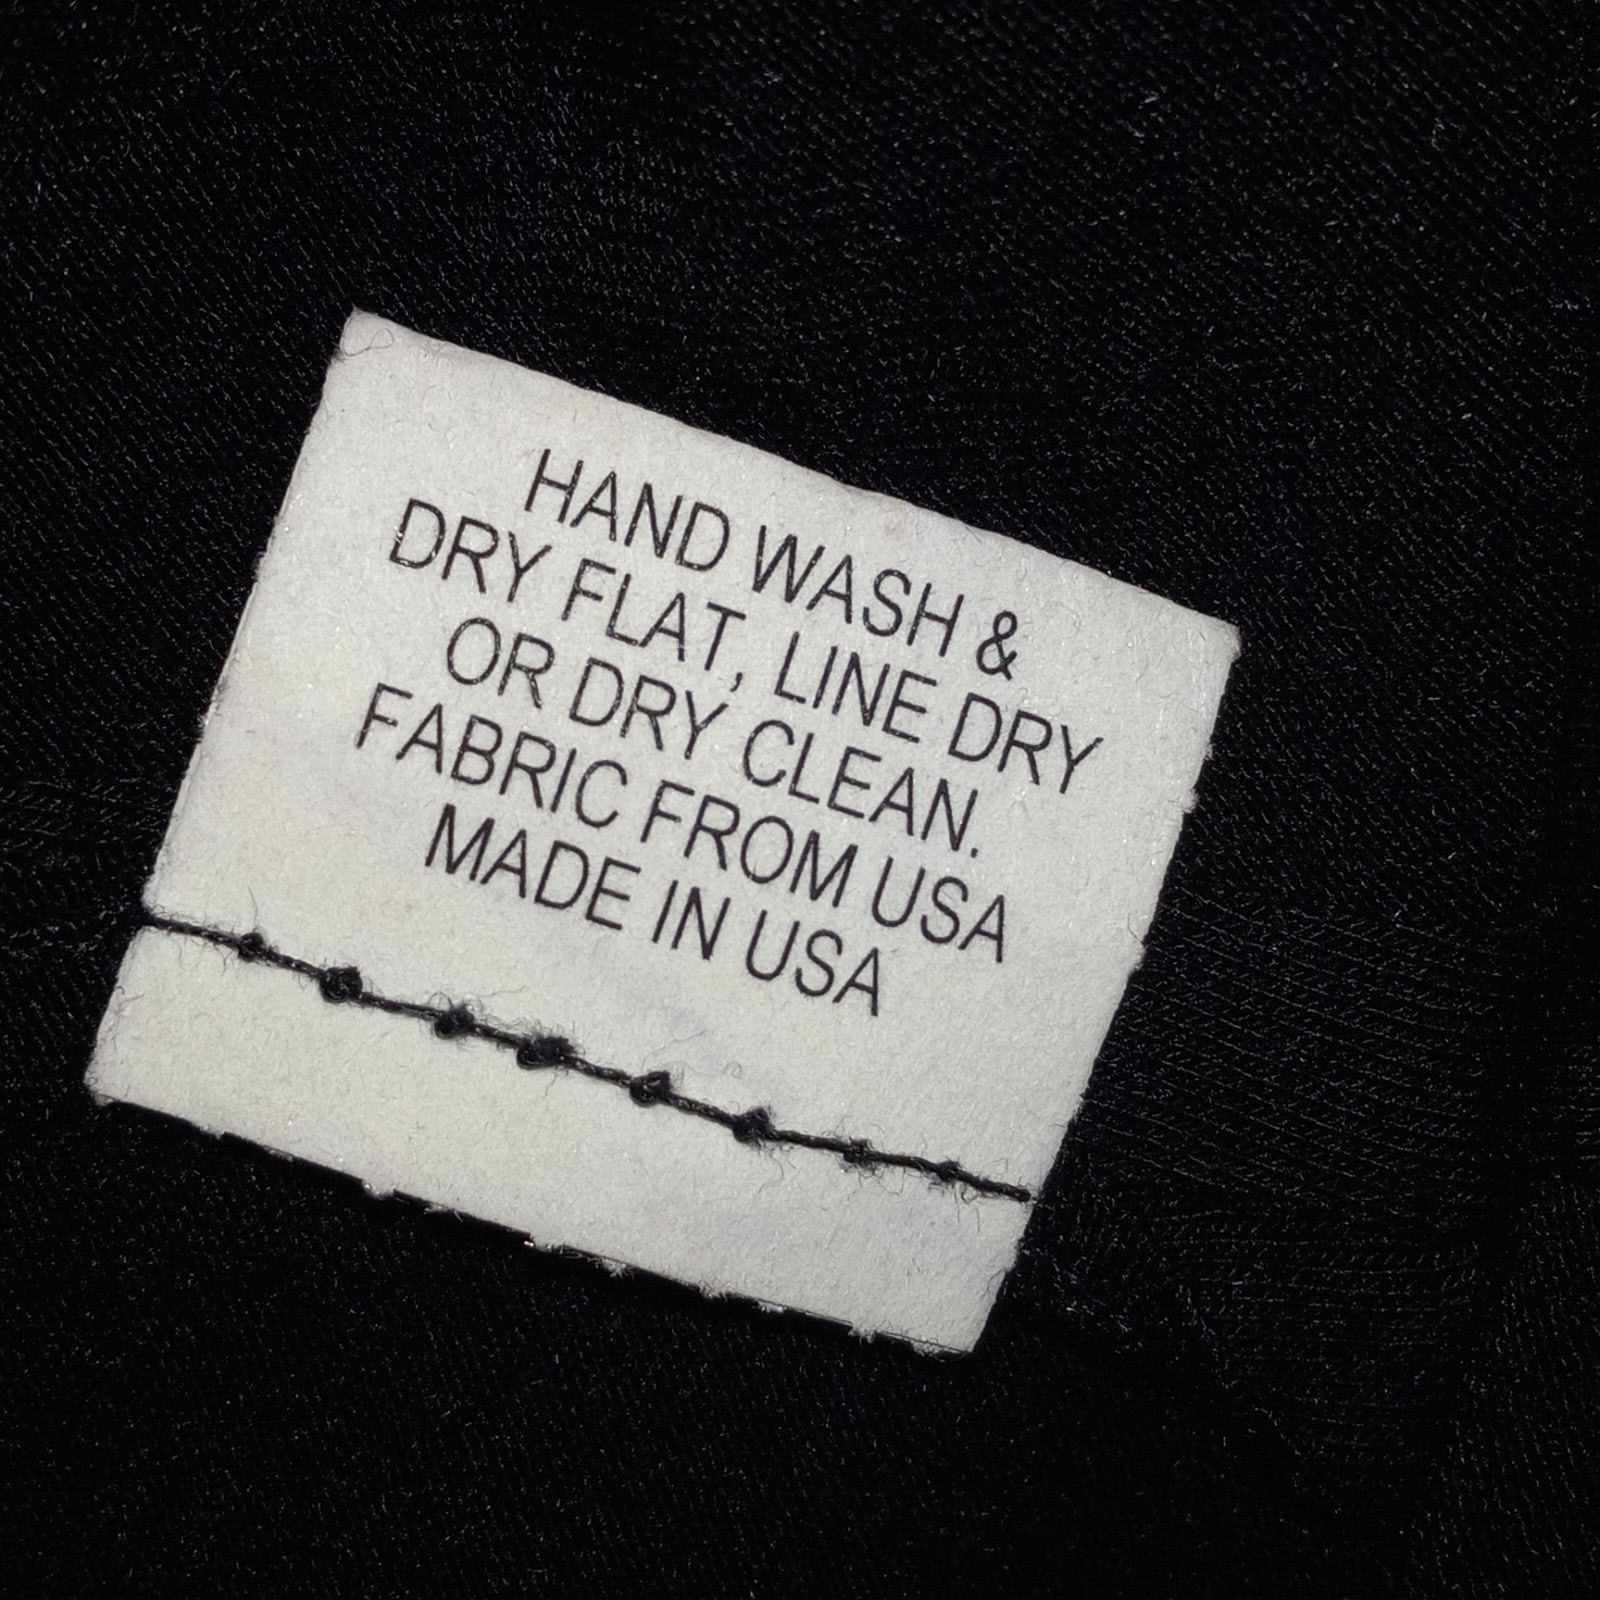 HAND WASH &
DRY FLAT, LINE DRY
OR DRY CLEAN.
FABRIC FROM USA
MADE IN USA